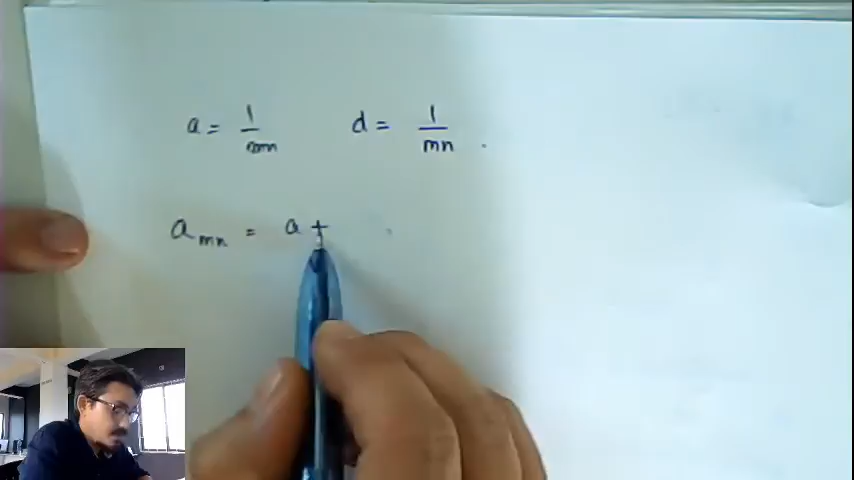 a = 1/mn d = 1/mn .
a_mn = a +